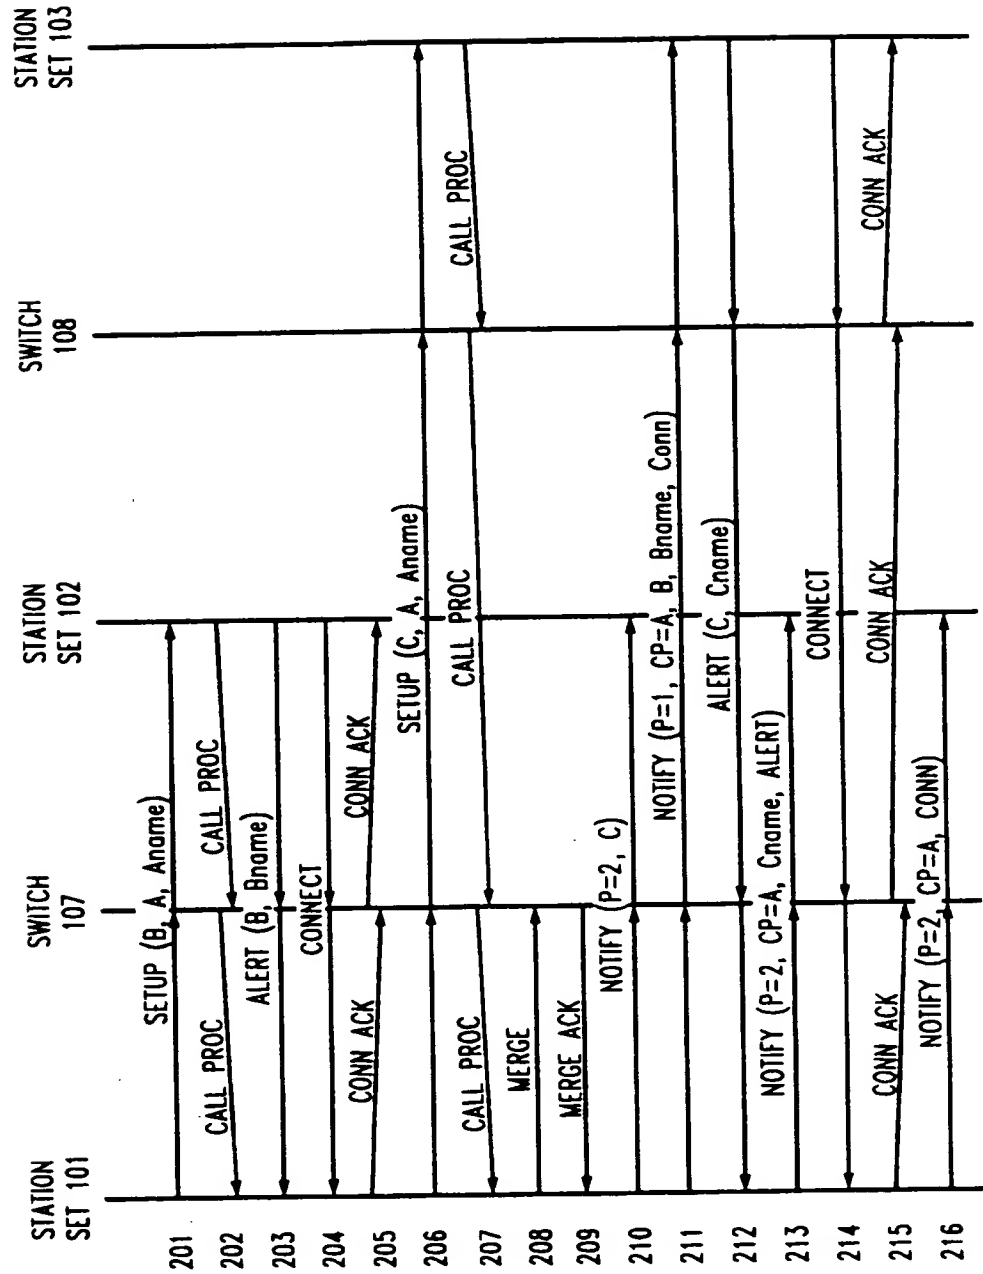 STATION
SET 101
SWITCH
107
STATION
SET 102
SWITCH
108
STATION
SET 103
201
SETUP (B, A, Aname)
202
CALL PROC
CALL PROC
203
ALERT (B, Bname)
204
CONNECT
205
CONN ACK
CONN ACK
206
SETUP (C, A, Aname)
207
CALL PROC
CALL PROC
CALL PROC
208
MERGE
209
MERGE ACK
210
NOTIFY (P=2, C)
211
NOTIFY (P=1, CP=A, B, Bname, Conn)
212
ALERT (C, Cname)
213
NOTIFY (P=2, CP=A, Cname, ALERT)
214
CONNECT
215
CONN ACK
CONN ACK
CONN ACK
216
NOTIFY (P=2, CP=A, CONN)